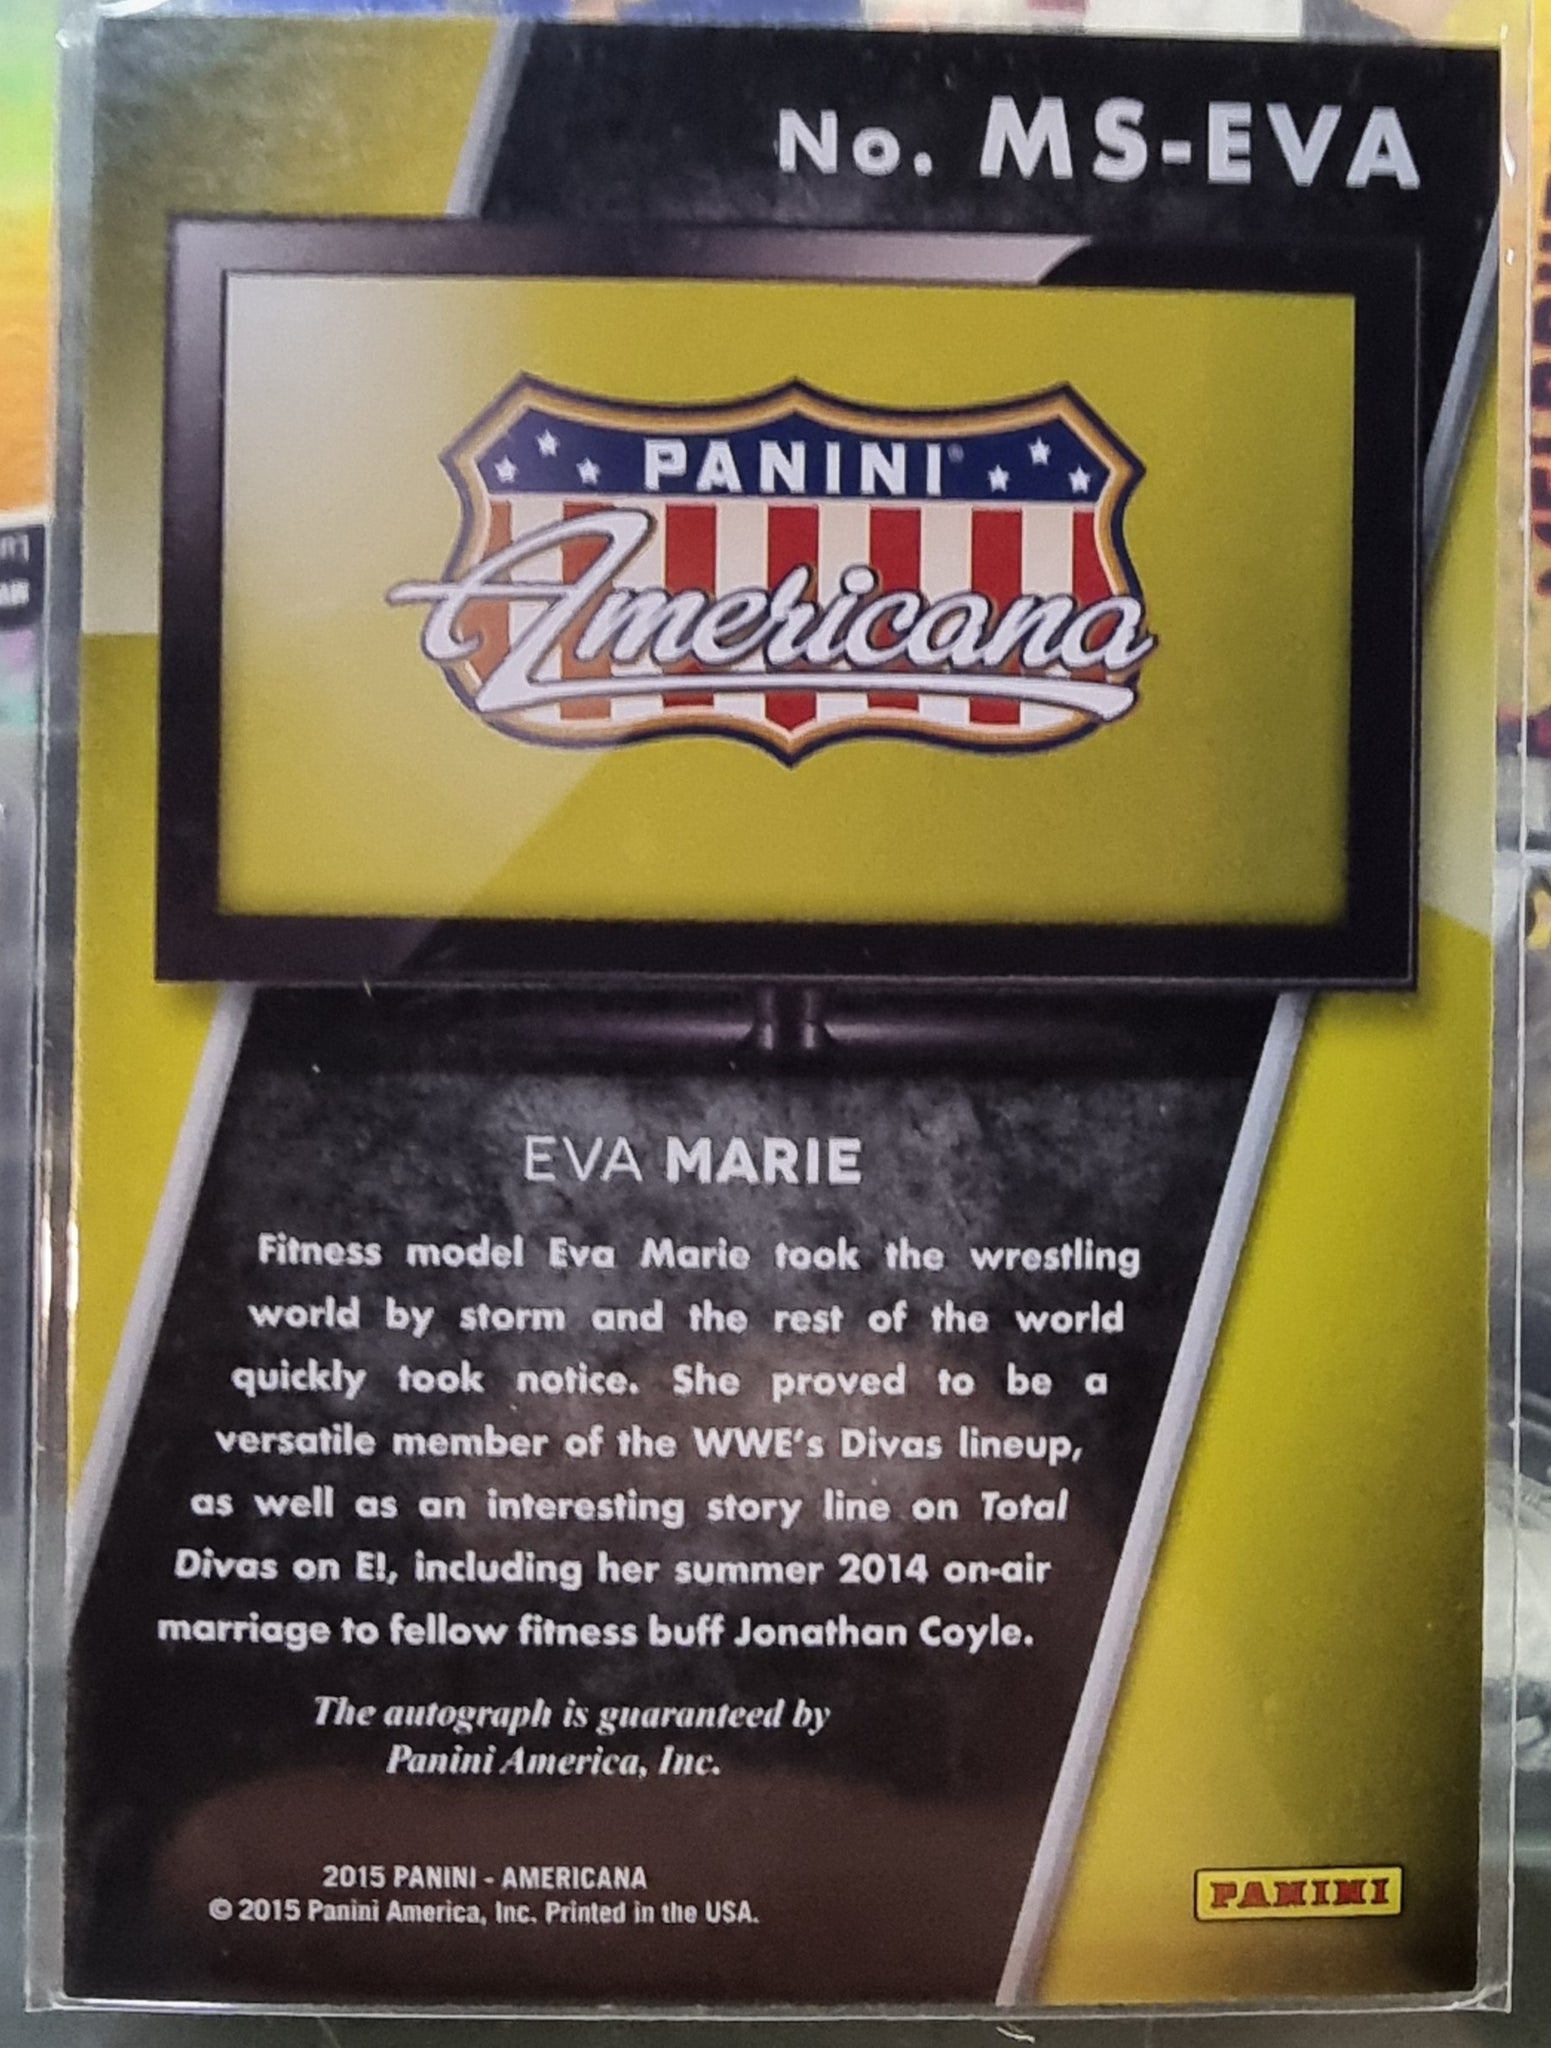 No. MS-EVA
PANINI®
Americana
EVA MARIE
Fitness model Eva Marie took the wrestling
world by storm and the rest of the world
quickly took notice. She proved to be a
versatile member of the WWE's Divas lineup,
as well as an interesting story line on Total
Divas on E!, including her summer 2014 on-air
marriage to fellow fitness buff Jonathan Coyle.
The autograph is guaranteed by
Panini America, Inc.
2015 PANINI - AMERICANA
© 2015 Panini America, Inc. Printed in the USA.
PANINI